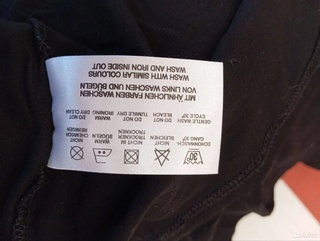 30°
SCHONWASCH NICHT NICHT IM WARM NICHT
GANG 30° BLEICHEN TROCKNER BÜGELN CHEMISCH
TROCKNEN REINIGEN
GENTLE WASH DO NOT DO NOT WARM DO NOT
CYCLE 30° BLEACH TUMBLE DRY IRONING DRY CLEAN
MIT ÄHNLICHEN FARBEN WASCHEN
VON LINKS WASCHEN UND BÜGELN
WASH WITH SIMILAR COLOURS
WASH AND IRON INSIDE OUT